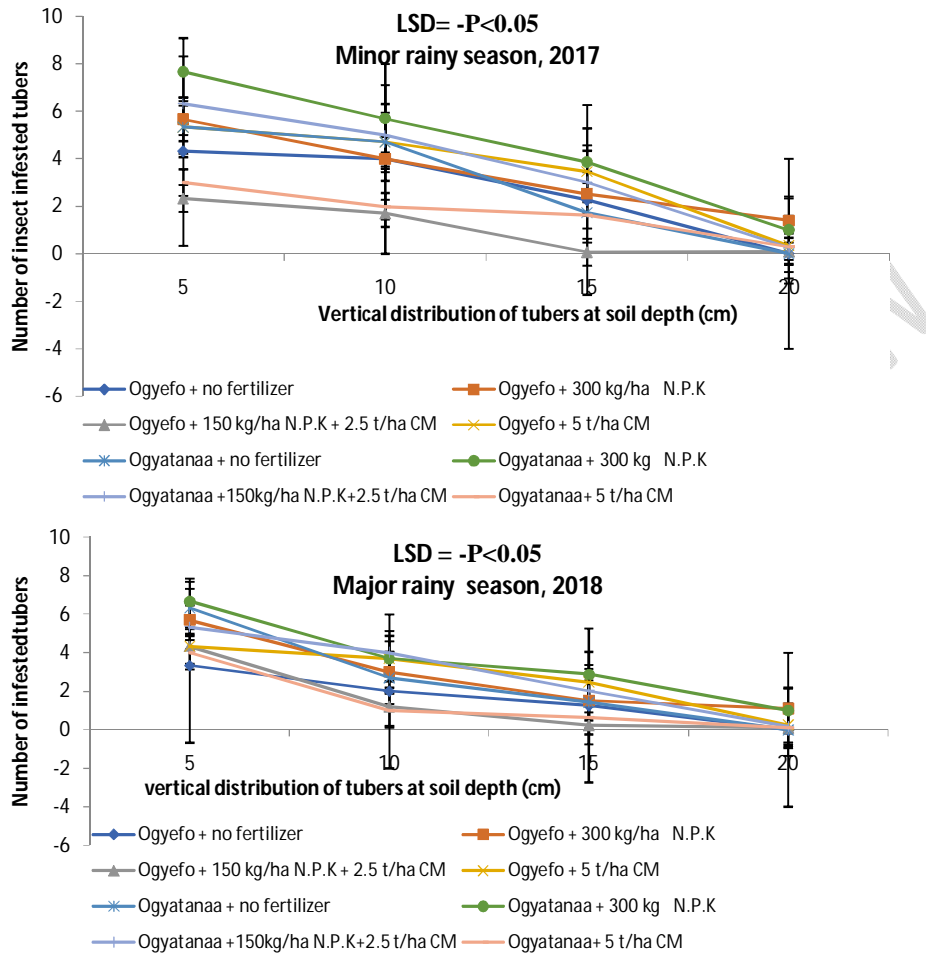 LSD= -P<0.05
Minor rainy season, 2017
Number of insect infested tubers
10
8
6
4
2
0
-2
-4
-6
5
10
15
20
Vertical distribution of tubers at soil depth (cm)
Ogyefo + no fertilizer
Ogyefo + 300 kg/ha N.P.K
Ogyefo + 150 kg/ha N.P.K + 2.5 t/ha CM
Ogyefo + 5 t/ha CM
Ogyatanaa + no fertilizer
Ogyatanaa + 300 kg N.P.K
Ogyatanaa +150kg/ha N.P.K+2.5 t/ha CM
Ogyatanaa+ 5 t/ha CM
LSD = -P<0.05
Major rainy season, 2018
Number of infestedtubers
10
8
6
4
2
0
-2
-4
-6
5
10
15
20
vertical distribution of tubers at soil depth (cm)
Ogyefo + no fertilizer
Ogyefo + 300 kg/ha N.P.K
Ogyefo + 150 kg/ha N.P.K + 2.5 t/ha CM
Ogyefo + 5 t/ha CM
Ogyatanaa + no fertilizer
Ogyatanaa + 300 kg N.P.K
Ogyatanaa +150kg/ha N.P.K+2.5 t/ha CM
Ogyatanaa+ 5 t/ha CM